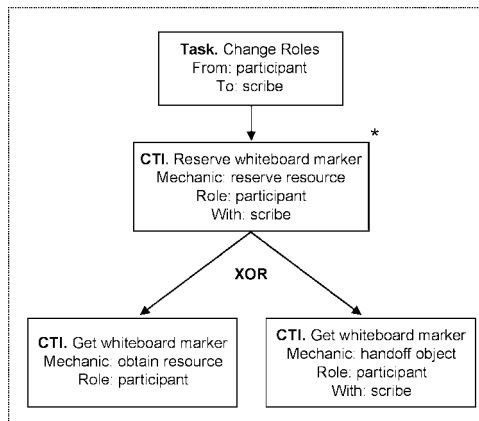 Task. Change Roles
From: participant
To: scribe
*
CTI. Reserve whiteboard marker
Mechanic: reserve resource
Role: participant
With: scribe
XOR
CTI. Get whiteboard marker
Mechanic: obtain resource
Role: participant
CTI. Get whiteboard marker
Mechanic: handoff object
Role: participant
With: scribe